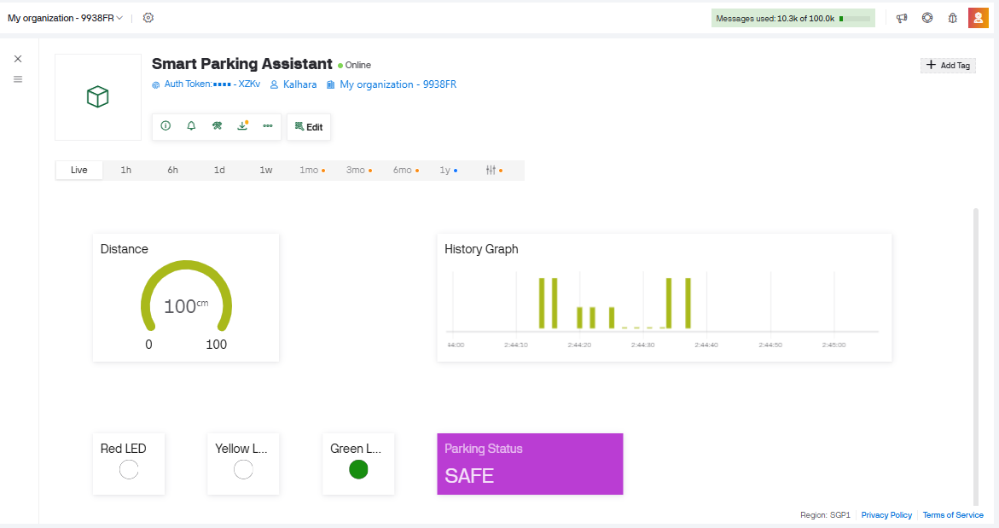 My organization - 9938FR
Messages used: 10.3k of 100.0k
Smart Parking Assistant
Online
Add Tag
Auth Token:▪▪▪▪ - XZKv
Kalhara
My organization - 9938FR
Edit
Live 1h 6h 1d 1w 1mo 3mo 6mo 1y
Distance
100cm
0 100
History Graph
44:00 2:44:10 2:44:20 2:44:30 2:44:40 2:44:50 2:45:00
Red LED
Yellow L...
Green L...
Parking Status
SAFE
Region: SGP1 Privacy Policy Terms of Service